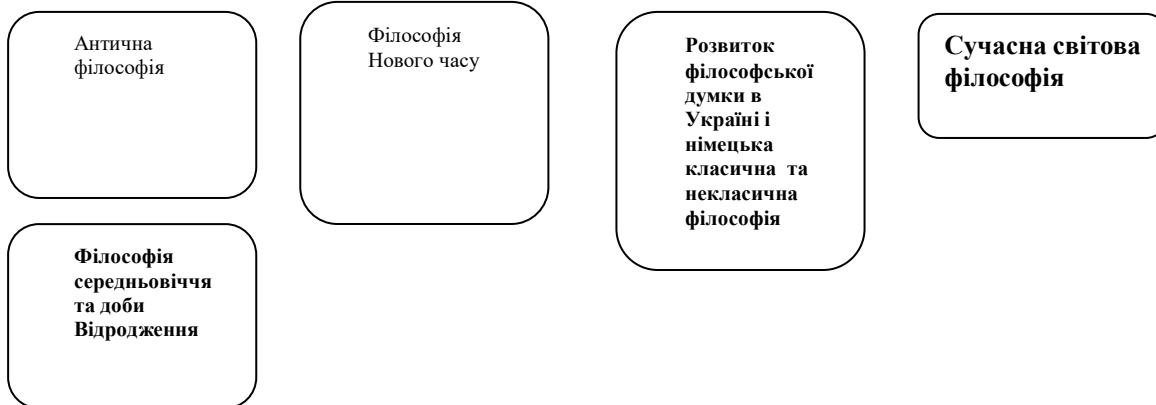 Антична
філософія
Філософія
Нового часу
Розвиток
філософської
думки в
Україні і
німецька
класична та
некласична
філософія
Сучасна світова
філософія
Філософія
середньовіччя
та доби
Відродження